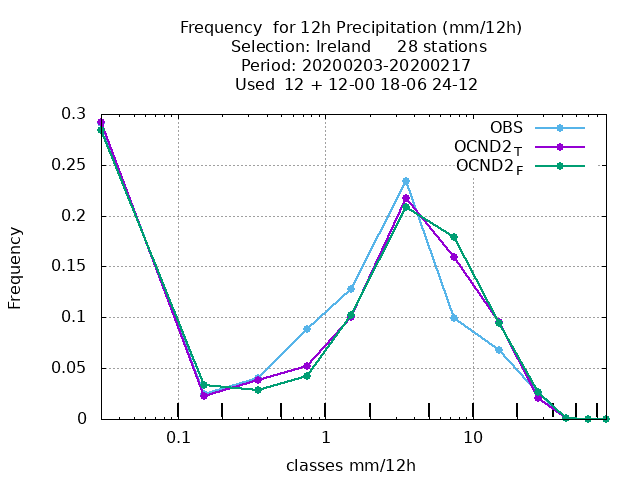 Frequency  for 12h Precipitation (mm/12h)
Selection: Ireland     28 stations
Period: 20200203-20200217
Used  12 + 12-00 18-06 24-12
0.3
0.25
0.2
0.15
0.1
0.05
0
Frequency
OBS
OCND2T
OCND2F
0.1 1 10
classes mm/12h